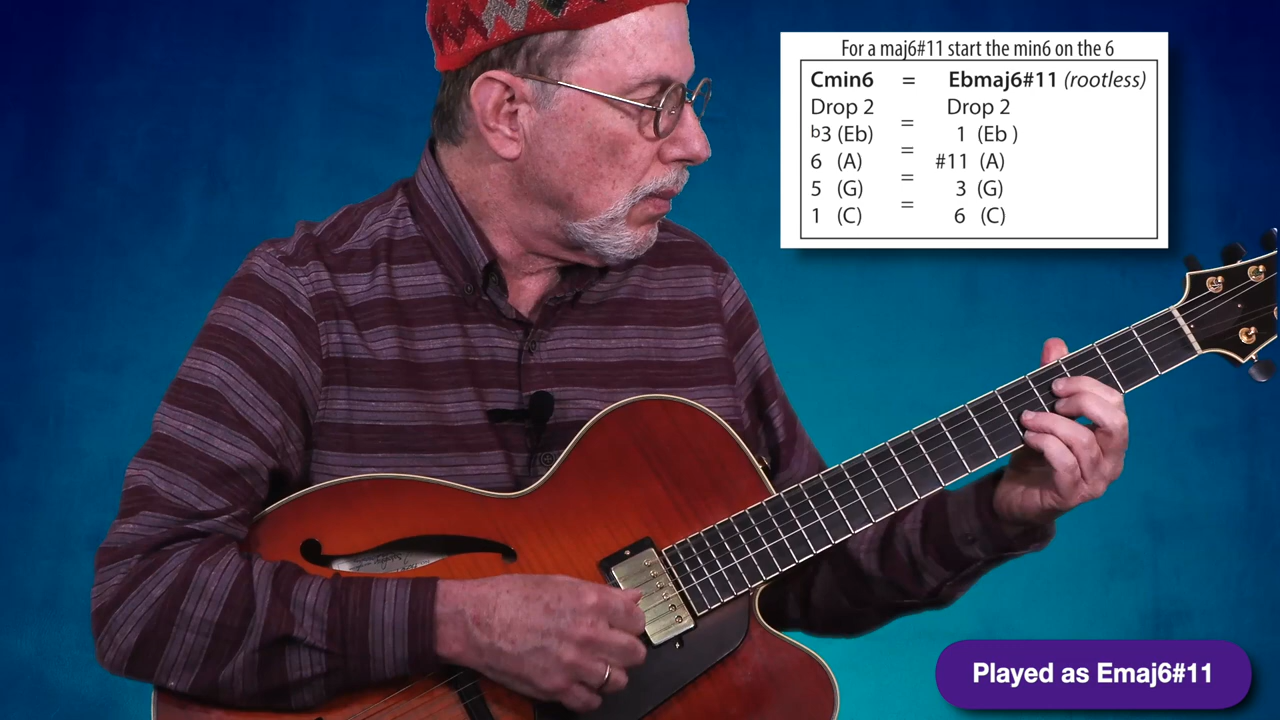 For a maj6#11 start the min6 on the 6
Cmin6 = Ebmaj6#11 (rootless)
Drop 2 Drop 2
=
b3 (Eb) 1 (Eb )
=
6 (A) #11 (A)
=
5 (G) 3 (G)
=
1 (C) 6 (C)
Played as Emaj6#11